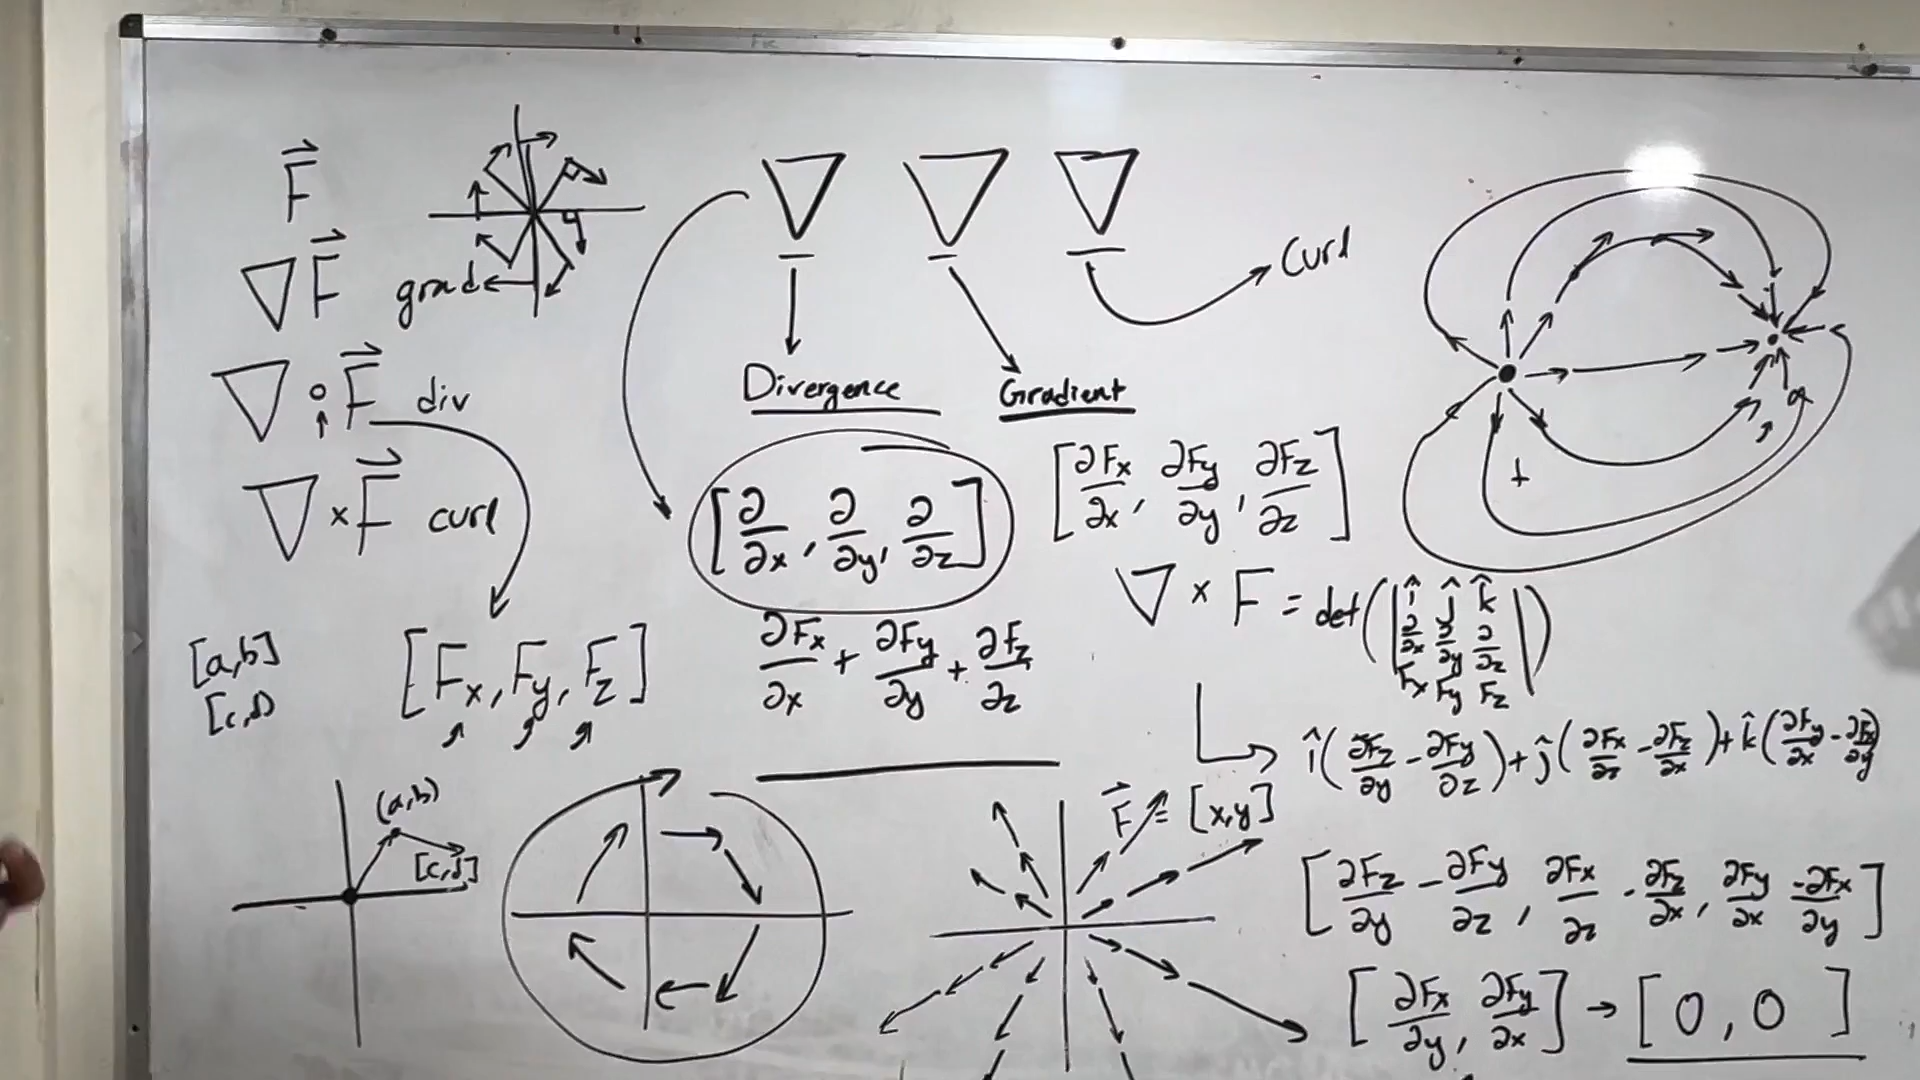 F⃗
∇F⃗ grad
∇∘F⃗ div
∇×F⃗ curl
[a,b]
[c,d)
[Fx, Fy, Fz]
(a,b)
[c,d]
∇ ∇ ∇
Curl
Divergence Gradient
[∂/∂x, ∂/∂y, ∂/∂z]
∂Fx/∂x + ∂Fy/∂y + ∂Fz/∂z
[∂Fx/∂x, ∂Fy/∂y, ∂Fz/∂z]
∇ × F = det(| î ĵ k̂
∂/∂x ∂/∂y ∂/∂z
Fx Fy Fz |)
î(∂Fz/∂y - ∂Fy/∂z) + ĵ(∂Fx/∂z - ∂Fz/∂x) + k̂(∂Fy/∂x - ∂Fx/∂y)
F⃗ = [x,y]
[∂Fz/∂y - ∂Fy/∂z, ∂Fx/∂z - ∂Fz/∂x, ∂Fy/∂x - ∂Fx/∂y]
[∂Fx/∂y, ∂Fy/∂x] → [0, 0]
+